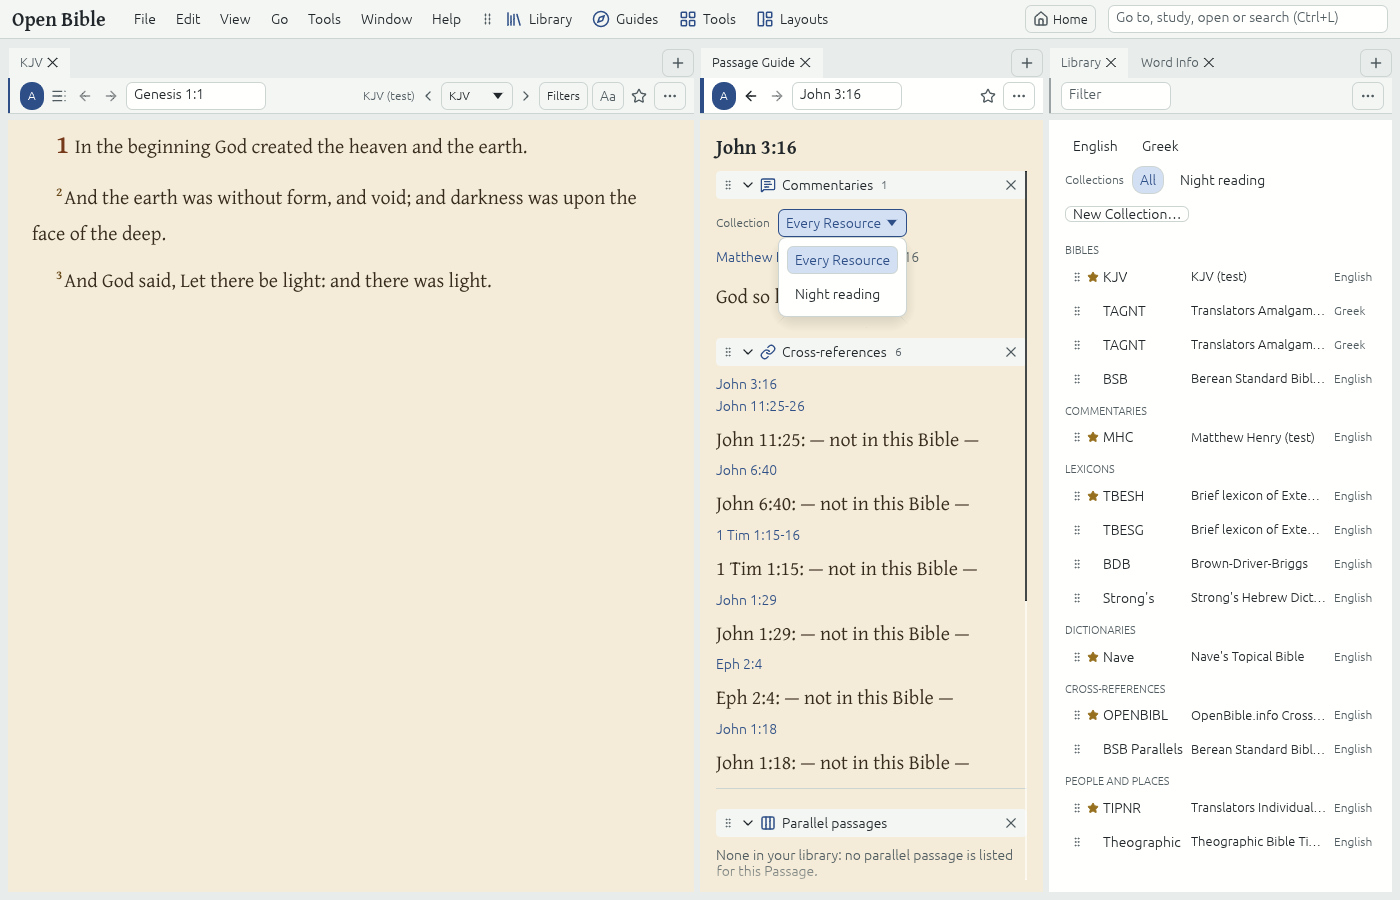 Open Bible
File Edit View Go Tools Window Help Library Guides Tools Layouts Home Go to, study, open or search (Ctrl+L)
KJV
A Genesis 1:1 KJV (test) KJV Filters Aa
1 In the beginning God created the heaven and the earth.
2 And the earth was without form, and void; and darkness was upon the
face of the deep.
3 And God said, Let there be light: and there was light.
Passage Guide
A John 3:16
John 3:16
Commentaries 1
Collection Every Resource
Every Resource
Night reading
Matthew 16
God so
Cross-references 6
John 3:16
John 11:25-26
John 11:25: — not in this Bible —
John 6:40
John 6:40: — not in this Bible —
1 Tim 1:15-16
1 Tim 1:15: — not in this Bible —
John 1:29
John 1:29: — not in this Bible —
Eph 2:4
Eph 2:4: — not in this Bible —
John 1:18
John 1:18: — not in this Bible —
Parallel passages
None in your library: no parallel passage is listed
for this Passage.
Library Word Info
Filter
English Greek
Collections All Night reading
New Collection…
BIBLES
KJV KJV (test) English
TAGNT Translators Amalgam… Greek
TAGNT Translators Amalgam… Greek
BSB Berean Standard Bibl… English
COMMENTARIES
MHC Matthew Henry (test) English
LEXICONS
TBESH Brief lexicon of Exte… English
TBESG Brief lexicon of Exte… English
BDB Brown-Driver-Briggs English
Strong's Strong's Hebrew Dict… English
DICTIONARIES
Nave Nave's Topical Bible English
CROSS-REFERENCES
OPENBIBL OpenBible.info Cross… English
BSB Parallels Berean Standard Bibl… English
PEOPLE AND PLACES
TIPNR Translators Individual… English
Theographic Theographic Bible Ti… English